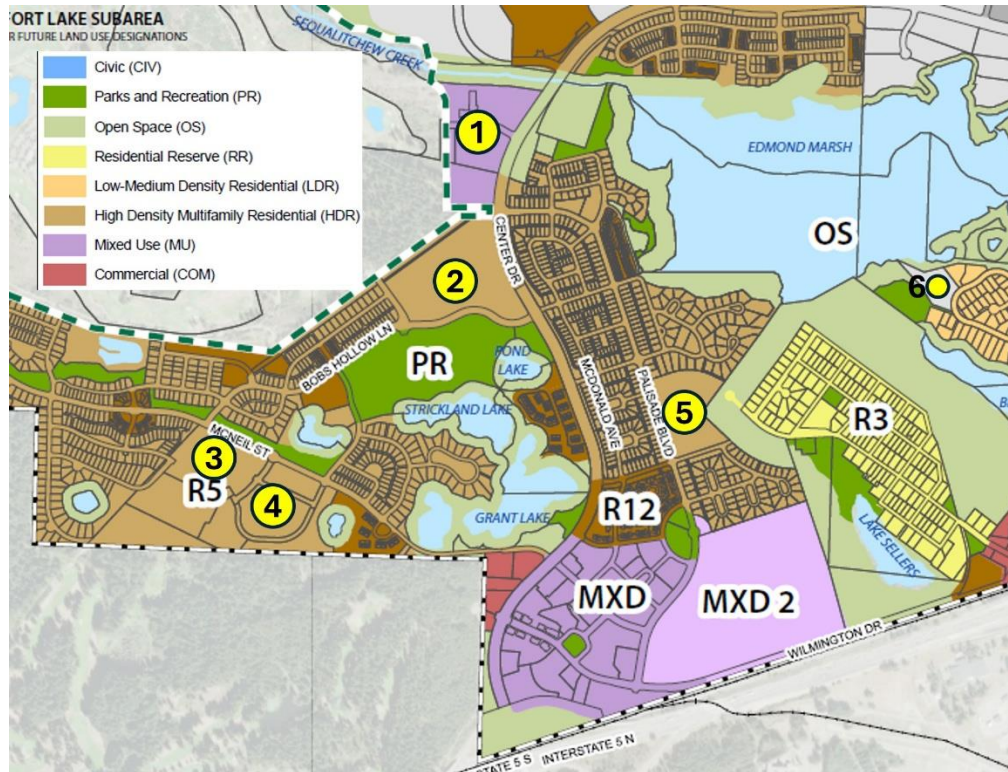 FORT LAKE SUBAREA
R FUTURE LAND USE DESIGNATIONS
Civic (CIV)
Parks and Recreation (PR)
Open Space (OS)
Residential Reserve (RR)
Low-Medium Density Residential (LDR)
High Density Multifamily Residential (HDR)
Mixed Use (MU)
Commercial (COM)
SEQUALITCHEW CREEK
1
EDMOND MARSH
OS
CENTER DR
2
6
BOBS HOLLOW LN
PR
POND
LAKE
MCDONALD AVE
PALISADE BLVD
STRICKLAND LAKE
5
R3
MCNEIL ST
3
R5
4
GRANT LAKE
R12
LAKE SELLERS
MXD
MXD 2
WILMINGTON DR
STATE 5 S
INTERSTATE 5 N
B